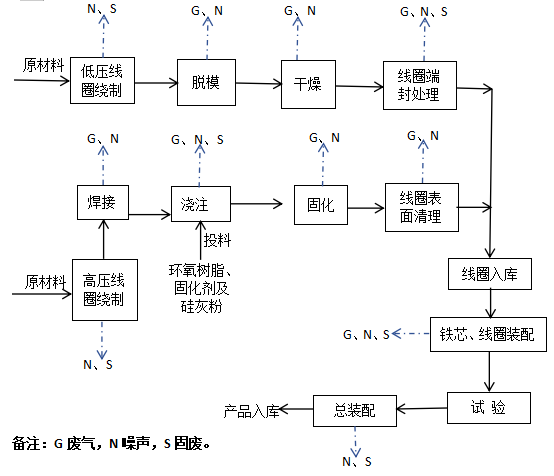 N、S
G、N
G、N
G、N、S
原材料
低压线
圈绕制
脱模
干燥
线圈端
封处理
G、N
G、N、S
G、N
G、N
焊接
浇注
固化
线圈表
面清理
投料
原材料
高压线
圈绕制
环氧树脂、
固化剂及
硅灰粉
线圈入库
N、S
G、N、S
铁芯、线圈装配
产品入库
总装配
试 验
备注：G 废气，N 噪声，S 固废。
N、S